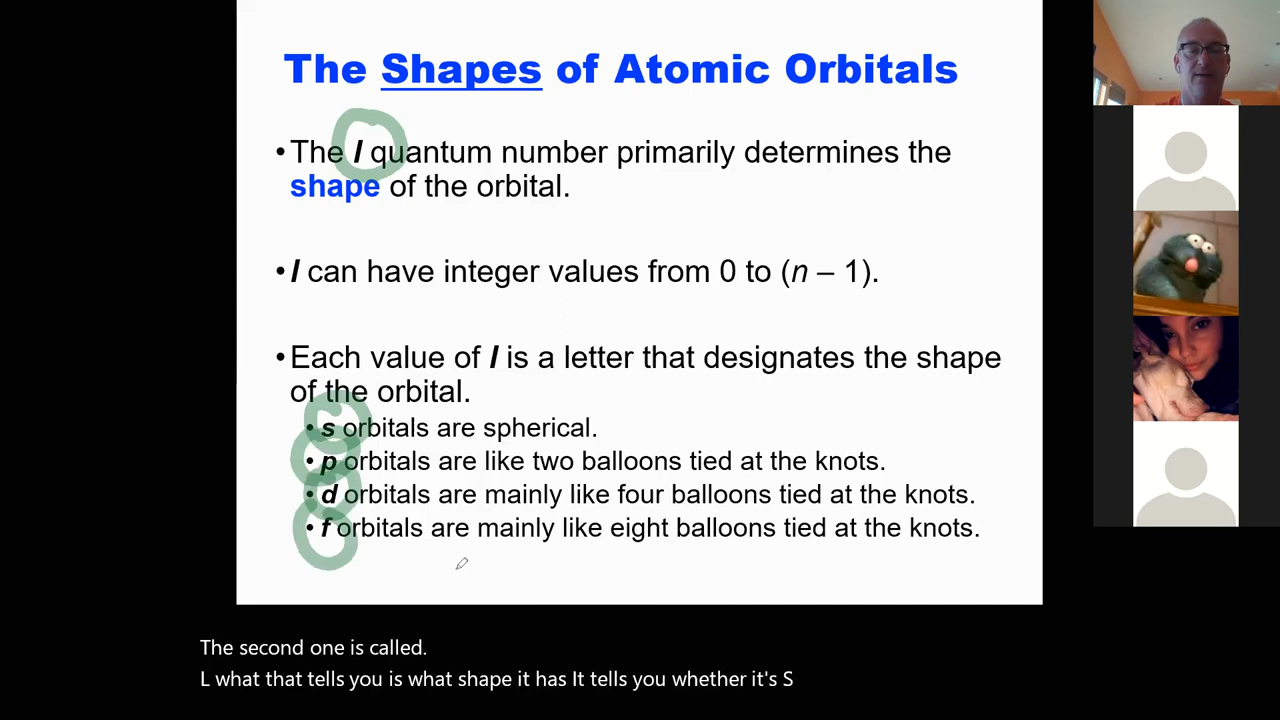 The Shapes of Atomic Orbitals
•The l quantum number primarily determines the
shape of the orbital.
•l can have integer values from 0 to (n – 1).
•Each value of l is a letter that designates the shape
of the orbital.
• s orbitals are spherical.
• p orbitals are like two balloons tied at the knots.
• d orbitals are mainly like four balloons tied at the knots.
• f orbitals are mainly like eight balloons tied at the knots.
The second one is called.
L what that tells you is what shape it has It tells you whether it's S